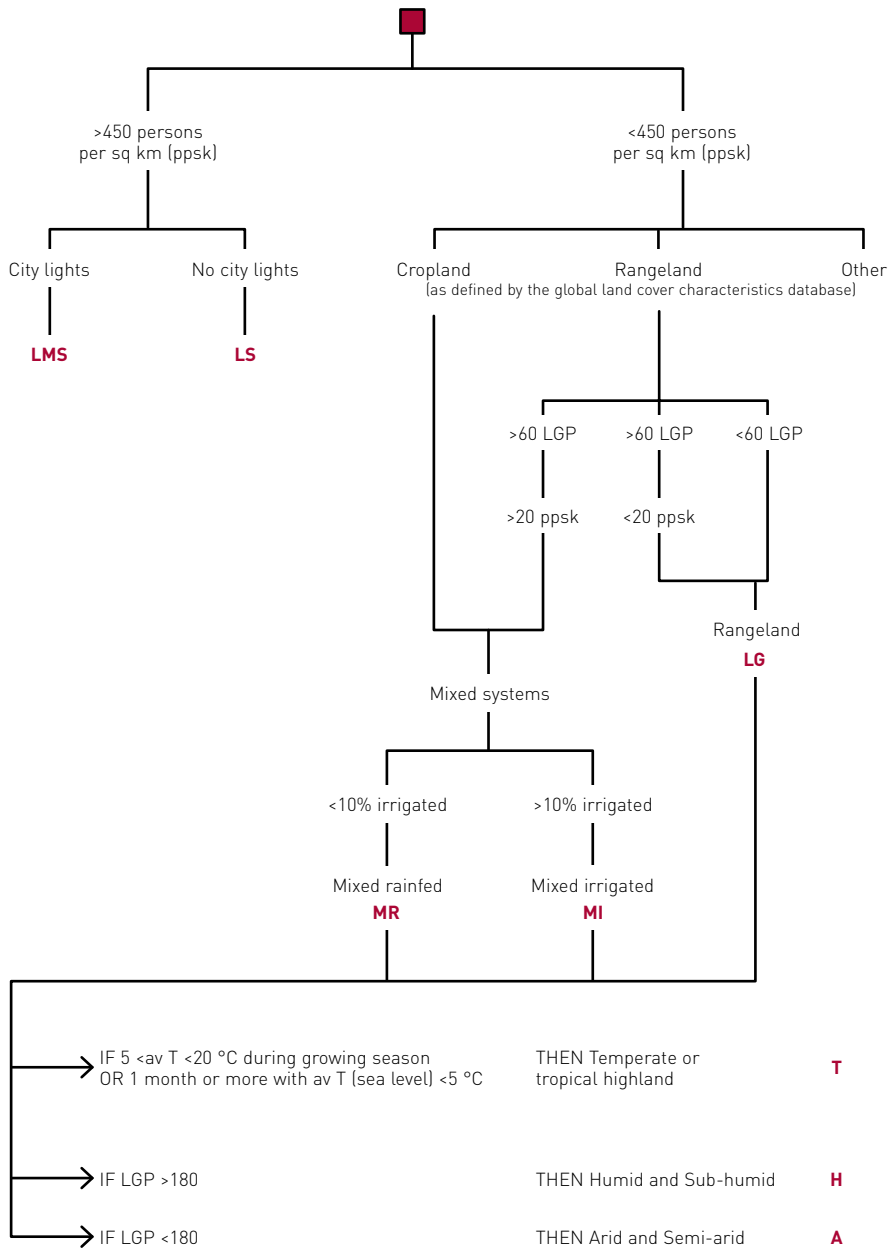 >450 persons
per sq km (ppsk)
<450 persons
per sq km (ppsk)
City lights
No city lights
Cropland
Rangeland
Other
(as defined by the global land cover characteristics database)
LMS
LS
>60 LGP
>60 LGP
<60 LGP
>20 ppsk
<20 ppsk
Rangeland
LG
Mixed systems
<10% irrigated
>10% irrigated
Mixed rainfed
MR
Mixed irrigated
MI
IF 5 <av T <20 °C during growing season
OR 1 month or more with av T (sea level) <5 °C
THEN Temperate or
tropical highland
T
IF LGP >180
THEN Humid and Sub-humid
H
IF LGP <180
THEN Arid and Semi-arid
A